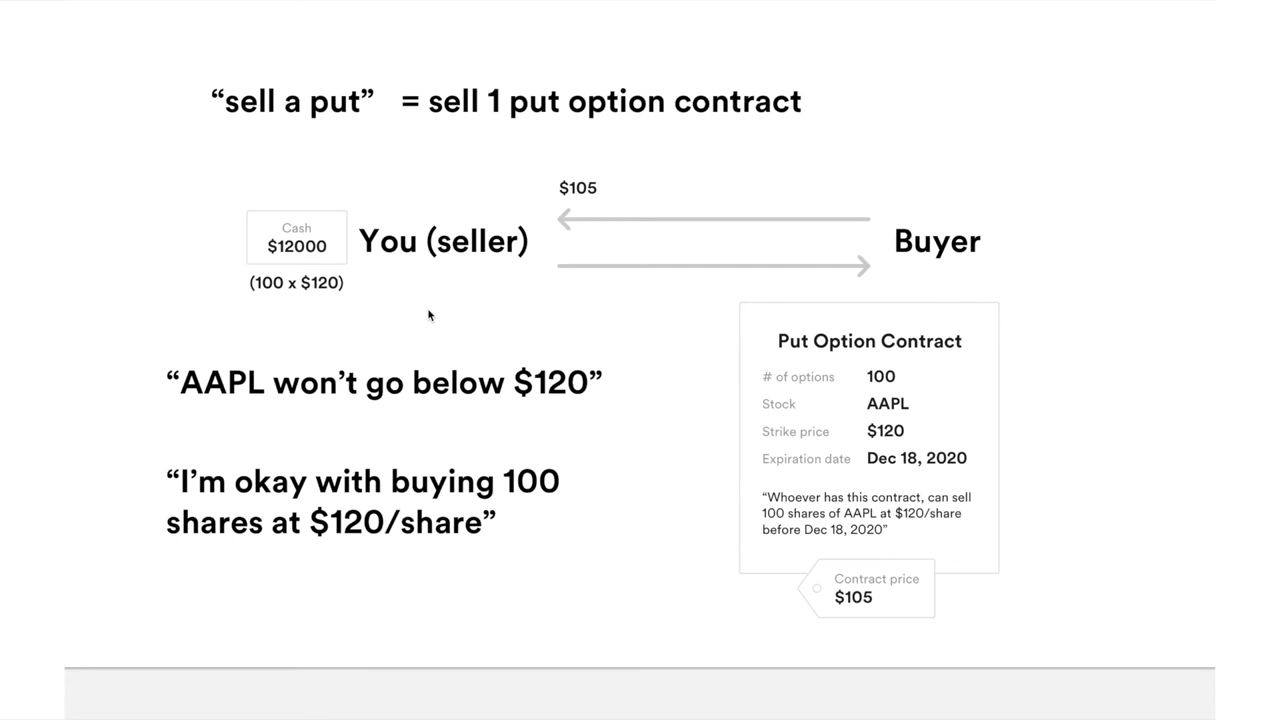 “sell a put” = sell 1 put option contract
$105
Cash
$12000
You (seller)
Buyer
(100 x $120)
“AAPL won’t go below $120”
“I’m okay with buying 100
shares at $120/share”
Put Option Contract
# of options 100
Stock AAPL
Strike price $120
Expiration date Dec 18, 2020
“Whoever has this contract, can sell
100 shares of AAPL at $120/share
before Dec 18, 2020”
Contract price
$105